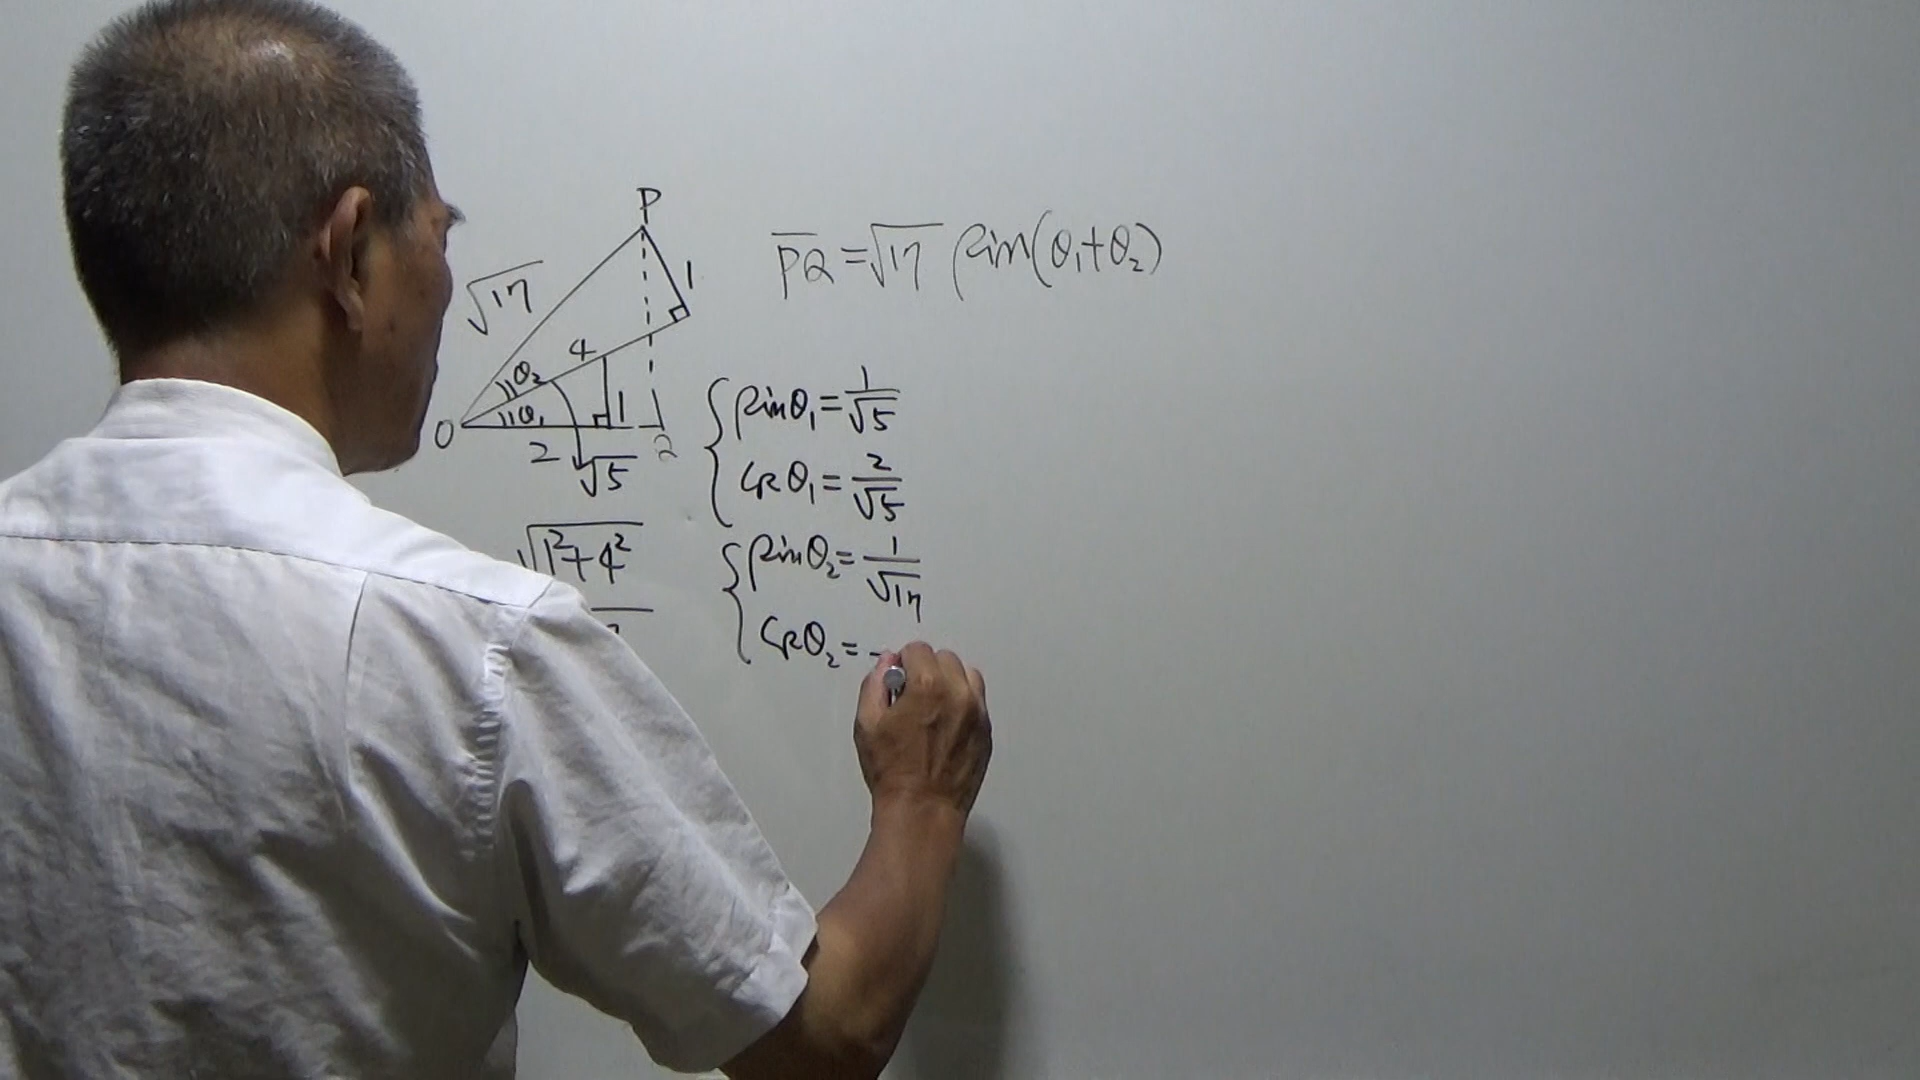 P
√17
1
4
θ₂
θ₁
1
O
2
Q
√5
√1²+4²
PQ = √17 sin(θ₁+θ₂)
sinθ₁ = 1/√5
cosθ₁ = 2/√5
sinθ₂ = 1/√17
cosθ₂ =